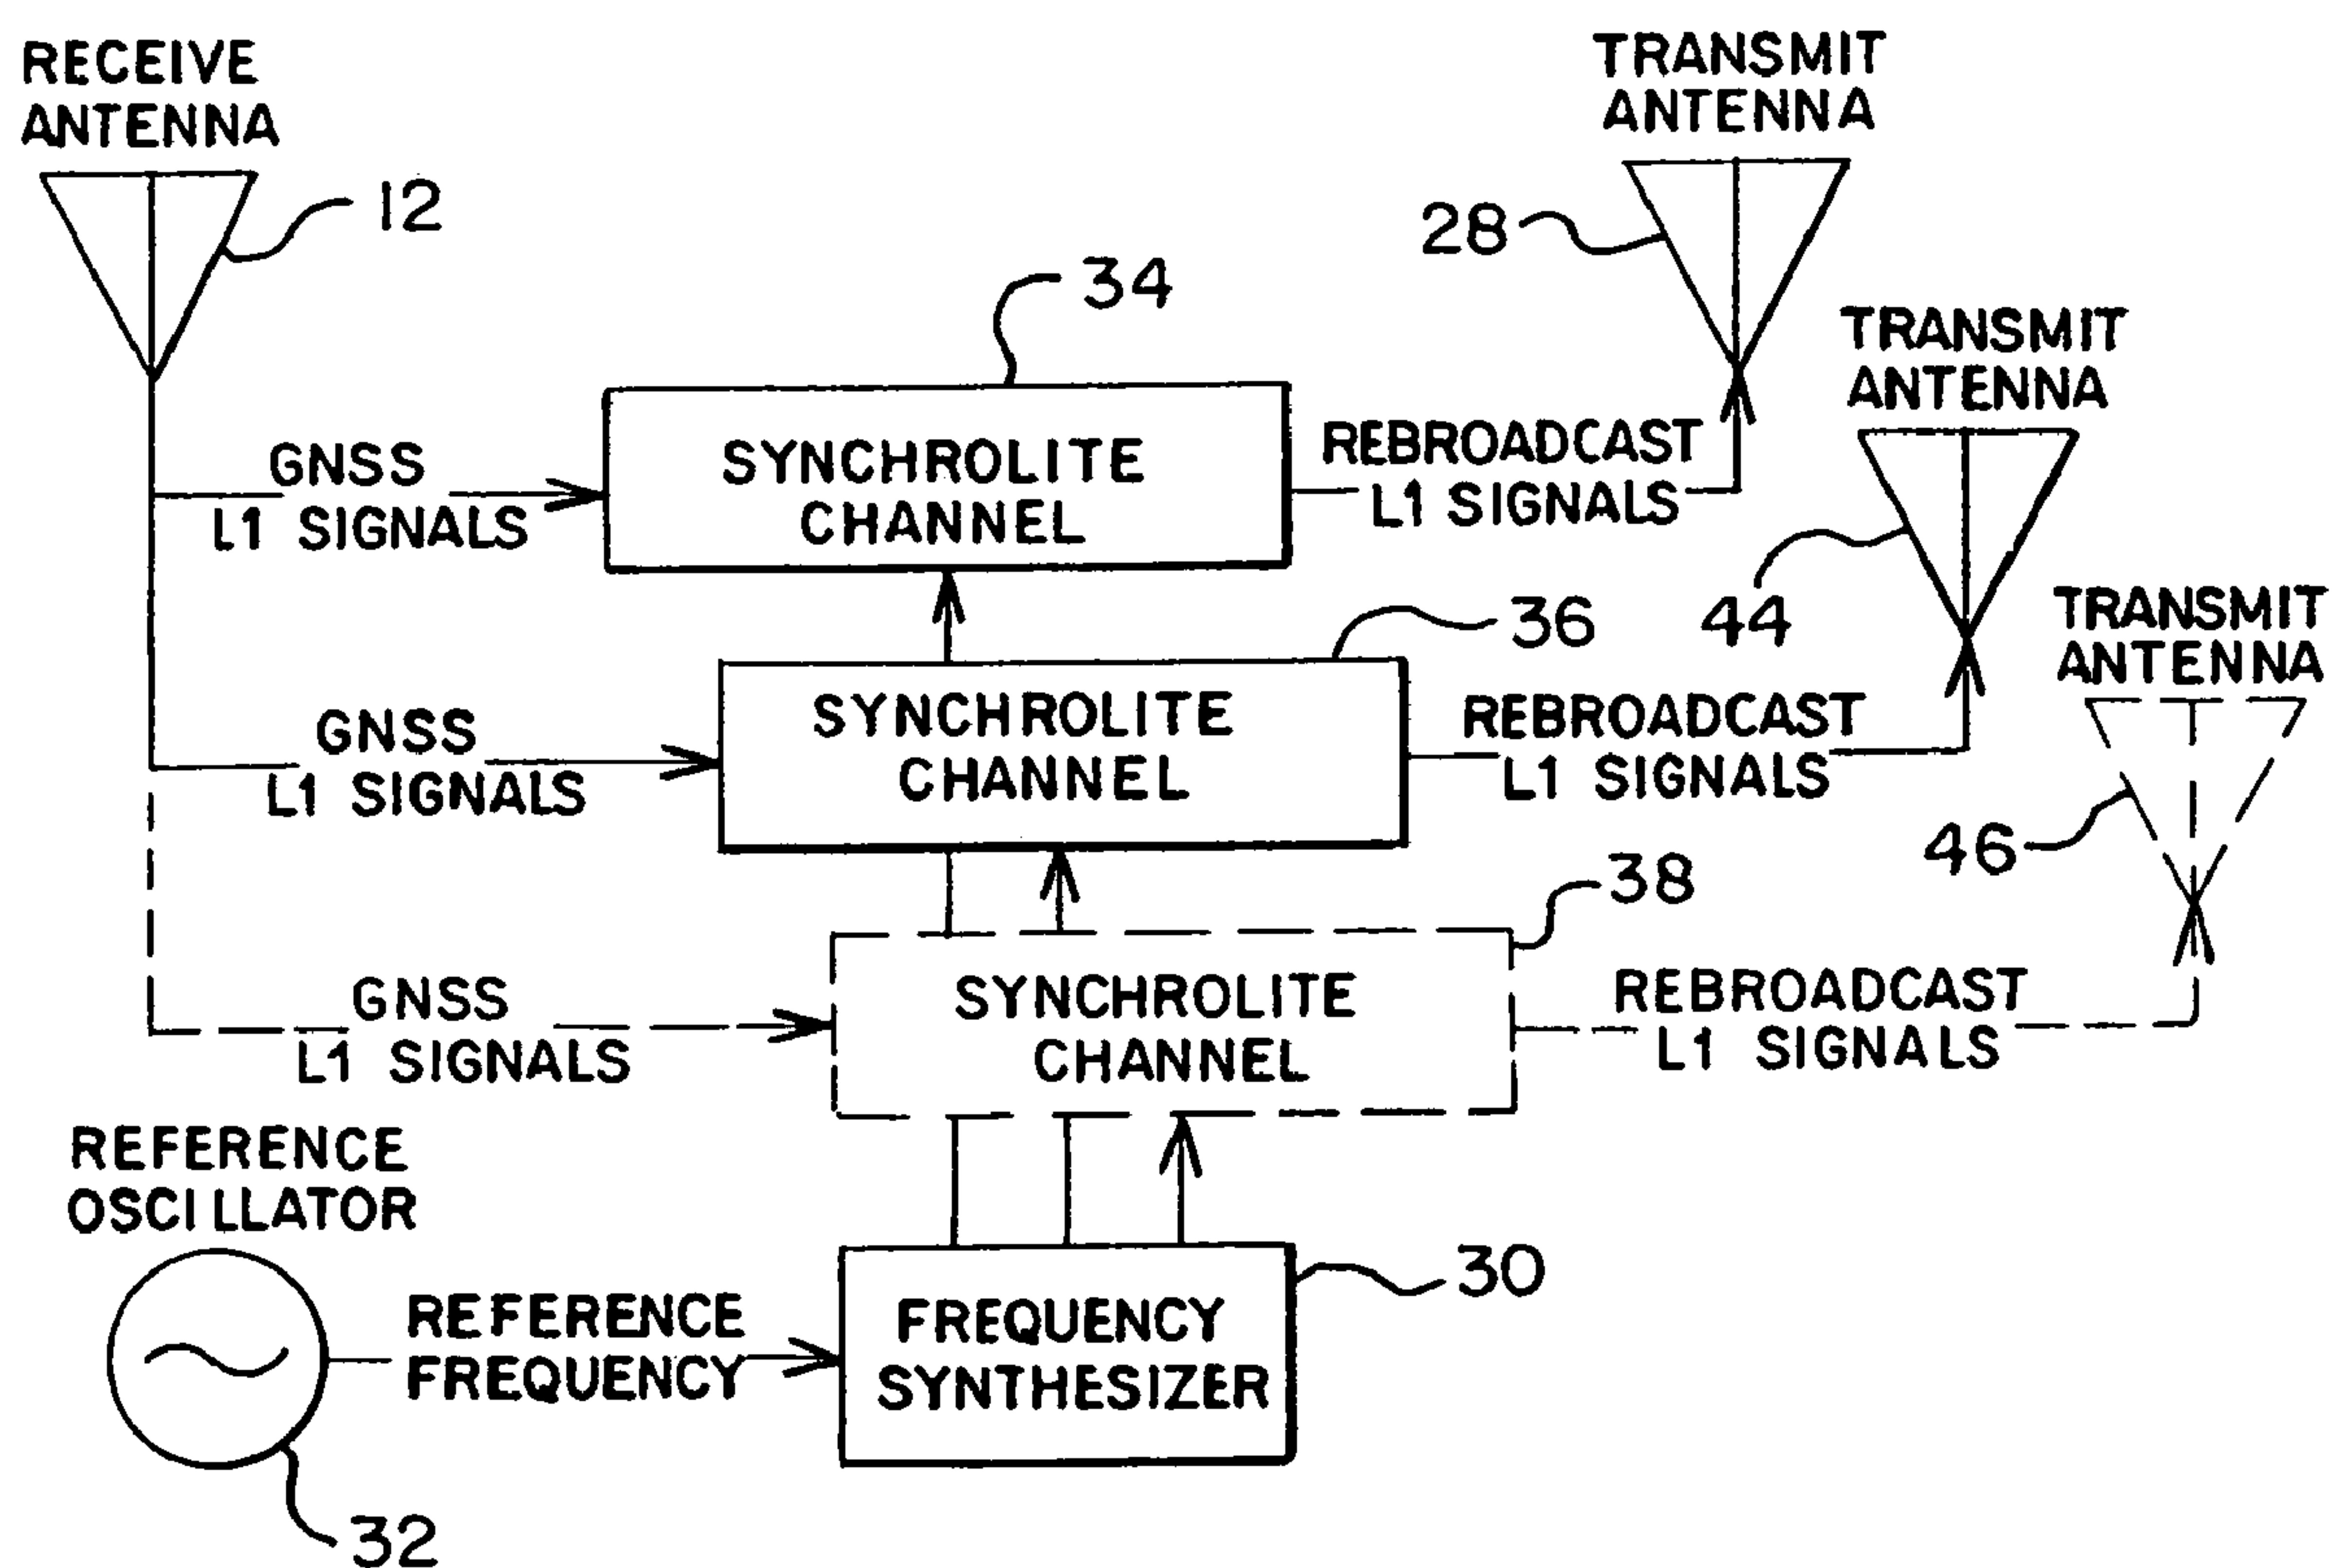 RECEIVE
ANTENNA
12
TRANSMIT
ANTENNA
28
34
TRANSMIT
ANTENNA
44
GNSS
L1 SIGNALS
SYNCHROLITE
CHANNEL
REBROADCAST
L1 SIGNALS
36
TRANSMIT
ANTENNA
46
GNSS
L1 SIGNALS
SYNCHROLITE
CHANNEL
REBROADCAST
L1 SIGNALS
38
GNSS
L1 SIGNALS
SYNCHROLITE
CHANNEL
REBROADCAST
L1 SIGNALS
REFERENCE
OSCILLATOR
REFERENCE
FREQUENCY
FREQUENCY
SYNTHESIZER
30
32